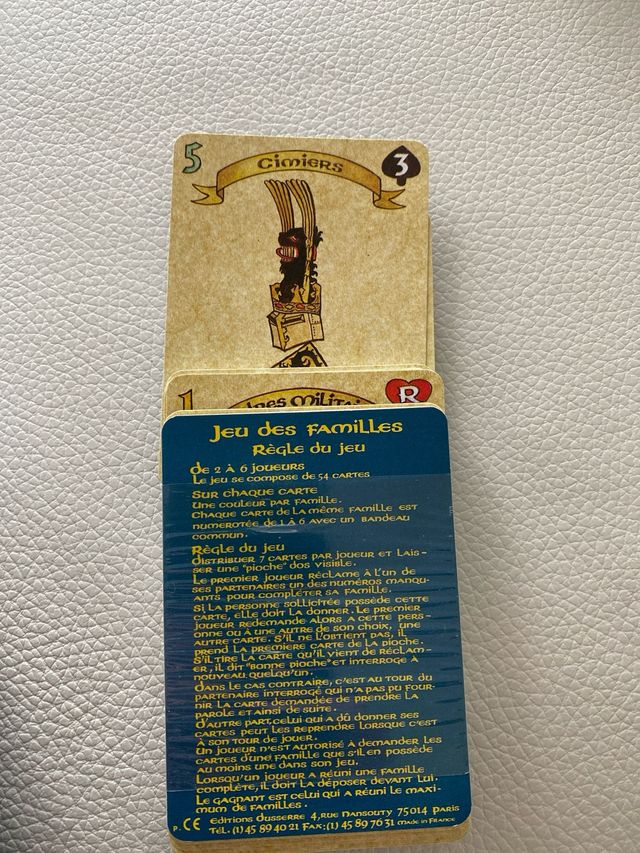 5
Cimiers
3
1
R
Jeu des Familles
Règle du jeu
de 2 à 6 joueurs
Le jeu se compose de 54 cartes
Sur chaque carte
Une couleur par famille.
Chaque carte de la même famille est
numérotée de 1 à 6 avec un bandeau
commun.
Règle du jeu
Distribuer 7 cartes par joueur et lais-
ser une "pioche" dos visible.
Le premier joueur réclame à l'un de
ses partenaires un des numéros manqu-
ants pour compléter sa famille.
Si la personne sollicitée possède cette
carte, elle doit la donner. Le premier
joueur redemande alors a cette pers-
onne ou à une autre de son choix, une
autre carte. S'il ne l'obtient pas, il
prend la première carte de la pioche.
S'il tire la carte qu'il vient de réclam-
er, il dit "bonne pioche" et interroge à
nouveau quelqu'un.
Dans le cas contraire, c'est au tour du
partenaire interrogé qui n'a pas pu four-
nir la carte demandée de prendre la
parole et ainsi de suite.
D'autre part, celui qui a dû donner ses
cartes peut les reprendre lorsque c'est
à son tour de jouer.
Un joueur n'est autorisé à demander les
cartes d'une famille que s'il en possède
au moins une dans son jeu.
Lorsqu'un joueur a réuni une famille
complète, il doit la déposer devant lui.
Le gagnant est celui qui a réuni le maxi-
mum de familles.
P. CE Editions Dusserre 4, rue Nansouty 75014 Paris
Tél. (1) 45 89 40 21 Fax: (1) 45 89 76 31 Made in France